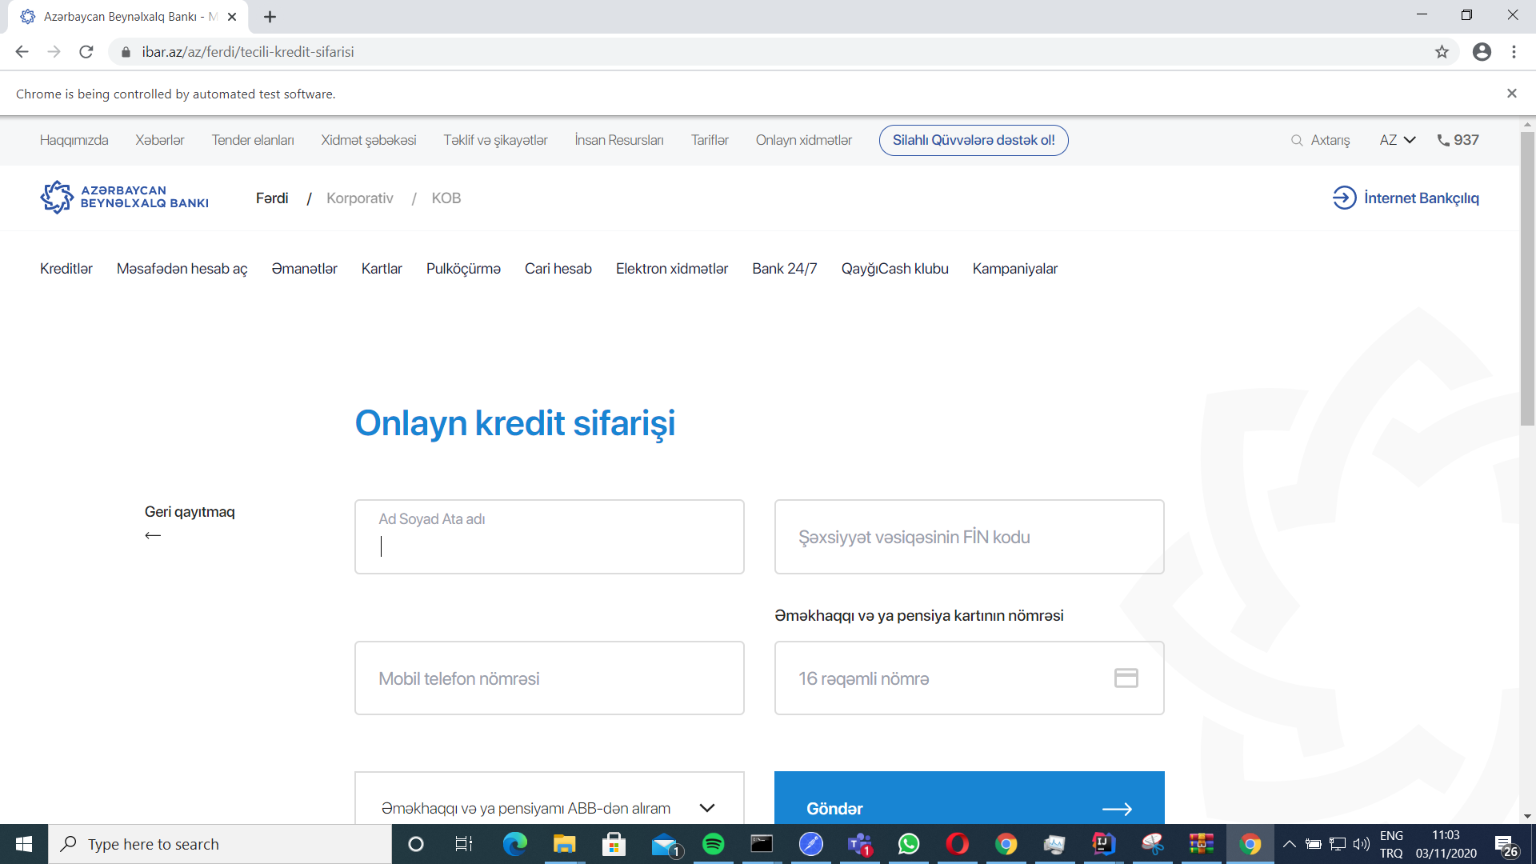 Azərbaycan Beynəlxalq Bankı - M
ibar.az/az/ferdi/tecili-kredit-sifarisi
Chrome is being controlled by automated test software.
Haqqımızda Xəbərlər Tender elanları Xidmət şəbəkəsi Təklif və şikayətlər İnsan Resursları Tariflər Onlayn xidmətlər Silahlı Qüvvələrə dəstək ol! Axtarış AZ 937
AZƏRBAYCAN
BEYNƏLXALQ BANKI
Fərdi / Korporativ / KOB
İnternet Bankçılıq
Kreditlər Məsafədən hesab aç Əmanətlər Kartlar Pulköçürmə Cari hesab Elektron xidmətlər Bank 24/7 QayğıCash klubu Kampaniyalar
Onlayn kredit sifarişi
Geri qayıtmaq
Ad Soyad Ata adı
Şəxsiyyət vəsiqəsinin FİN kodu
Əməkhaqqı və ya pensiya kartının nömrəsi
Mobil telefon nömrəsi
16 rəqəmli nömrə
Əməkhaqqı və ya pensiyamı ABB-dən alıram
Göndər
Type here to search
1
1
ENG
TRQ
11:03
03/11/2020
26